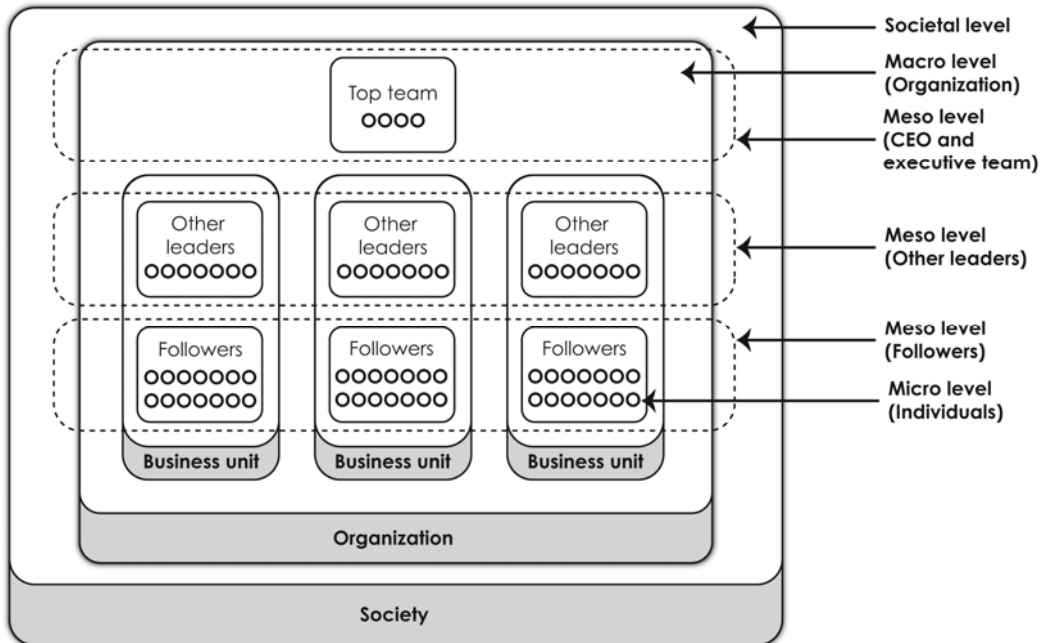 Societal level
Macro level
(Organization)
Meso level
(CEO and
executive team)
Meso level
(Other leaders)
Meso level
(Followers)
Micro level
(Individuals)
Top team
Other
leaders
Other
leaders
Other
leaders
Followers
Followers
Followers
Business unit
Business unit
Business unit
Organization
Society